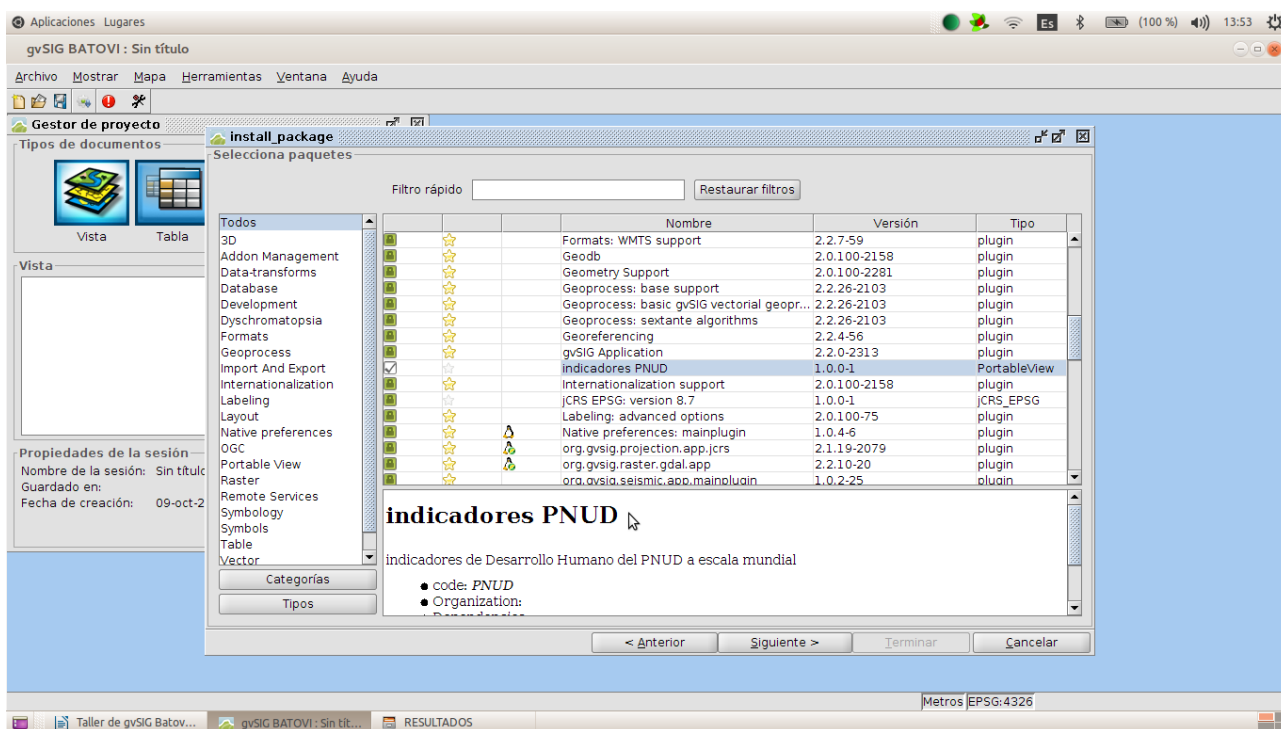 Aplicaciones Lugares
Es (100 %) 13:53
gvSIG BATOVI : Sin título
Archivo Mostrar Mapa Herramientas Ventana Ayuda
Gestor de proyecto
Tipos de documentos
Vista Tabla
Vista
Propiedades de la sesión
Nombre de la sesión: Sin título
Guardado en:
Fecha de creación: 09-oct-2
install_package
Selecciona paquetes
Filtro rápido Restaurar filtros
Todos
3D
Addon Management
Data-transforms
Database
Development
Dyschromatopsia
Formats
Geoprocess
Import And Export
Internationalization
Labeling
Layout
Native preferences
OGC
Portable View
Raster
Remote Services
Symbology
Symbols
Table
Vector
Categorías
Tipos
Nombre Versión Tipo
Formats: WMTS support 2.2.7-59 plugin
Geodb 2.0.100-2158 plugin
Geometry Support 2.0.100-2281 plugin
Geoprocess: base support 2.2.26-2103 plugin
Geoprocess: basic gvSIG vectorial geopr... 2.2.26-2103 plugin
Geoprocess: sextante algorithms 2.2.26-2103 plugin
Georeferencing 2.2.4-56 plugin
gvSIG Application 2.2.0-2313 plugin
indicadores PNUD 1.0.0-1 PortableView
Internationalization support 2.0.100-2158 plugin
jCRS EPSG: version 8.7 1.0.0-1 jCRS_EPSG
Labeling: advanced options 2.0.100-75 plugin
Native preferences: mainplugin 1.0.4-6 plugin
org.gvsig.projection.app.jcrs 2.1.19-2079 plugin
org.gvsig.raster.gdal.app 2.2.10-20 plugin
org.gvsig.seismic.app.mainplugin 1.0.2-25 plugin
indicadores PNUD
indicadores de Desarrollo Humano del PNUD a escala mundial
code: PNUD
Organization:
< Anterior Siguiente > Terminar Cancelar
Metros EPSG:4326
Taller de gvSIG Batov... gvSIG BATOVI : Sin tít... RESULTADOS